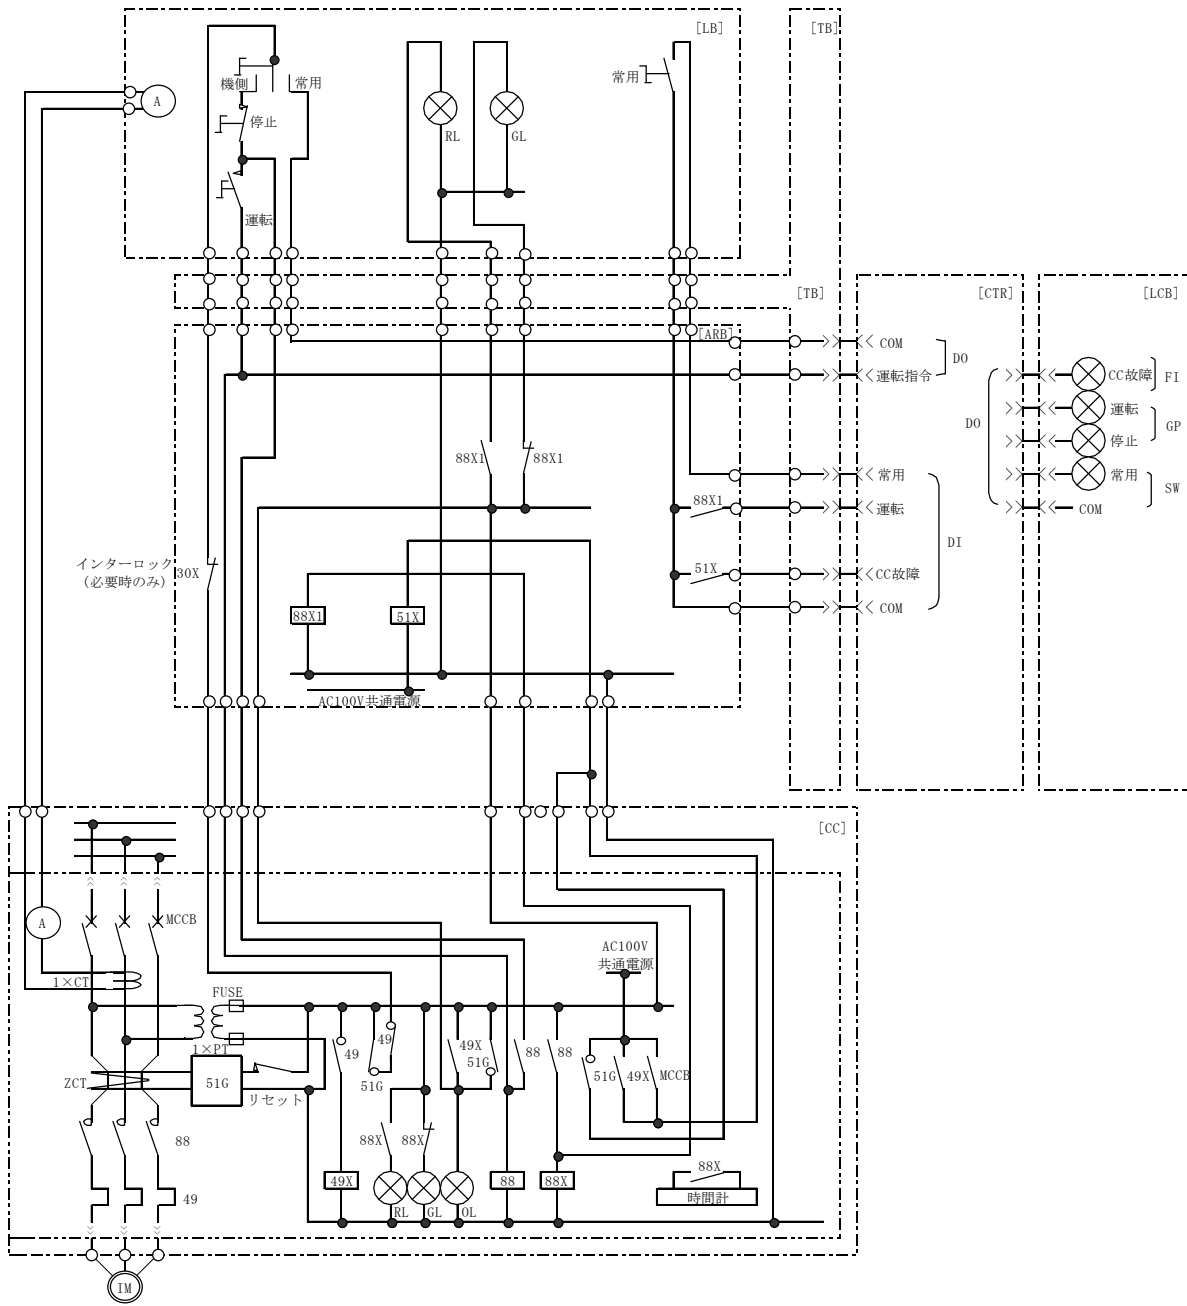 [LB]
[TB]
機側
常用
A
停止
運転
RL
GL
常用
[TB]
[CTR]
[LCB]
[ARB]
COM
DO
運転指令
CC故障
FI
運転
DO
GP
停止
88X1
88X1
常用
常用
SW
88X1
運転
COM
DI
インターロック
(必要時のみ)
30X
51X
CC故障
COM
88X1
51X
AC100V共通電源
[CC]
A
MCCB
1×CT
AC100V
共通電源
FUSE
1×PT
49
49
51G
49X
51G
88
88
51G
49X
MCCB
ZCT
51G
リセット
88
88X
88X
88X
49X
88
88X
時間計
49
RL
GL
OL
IM